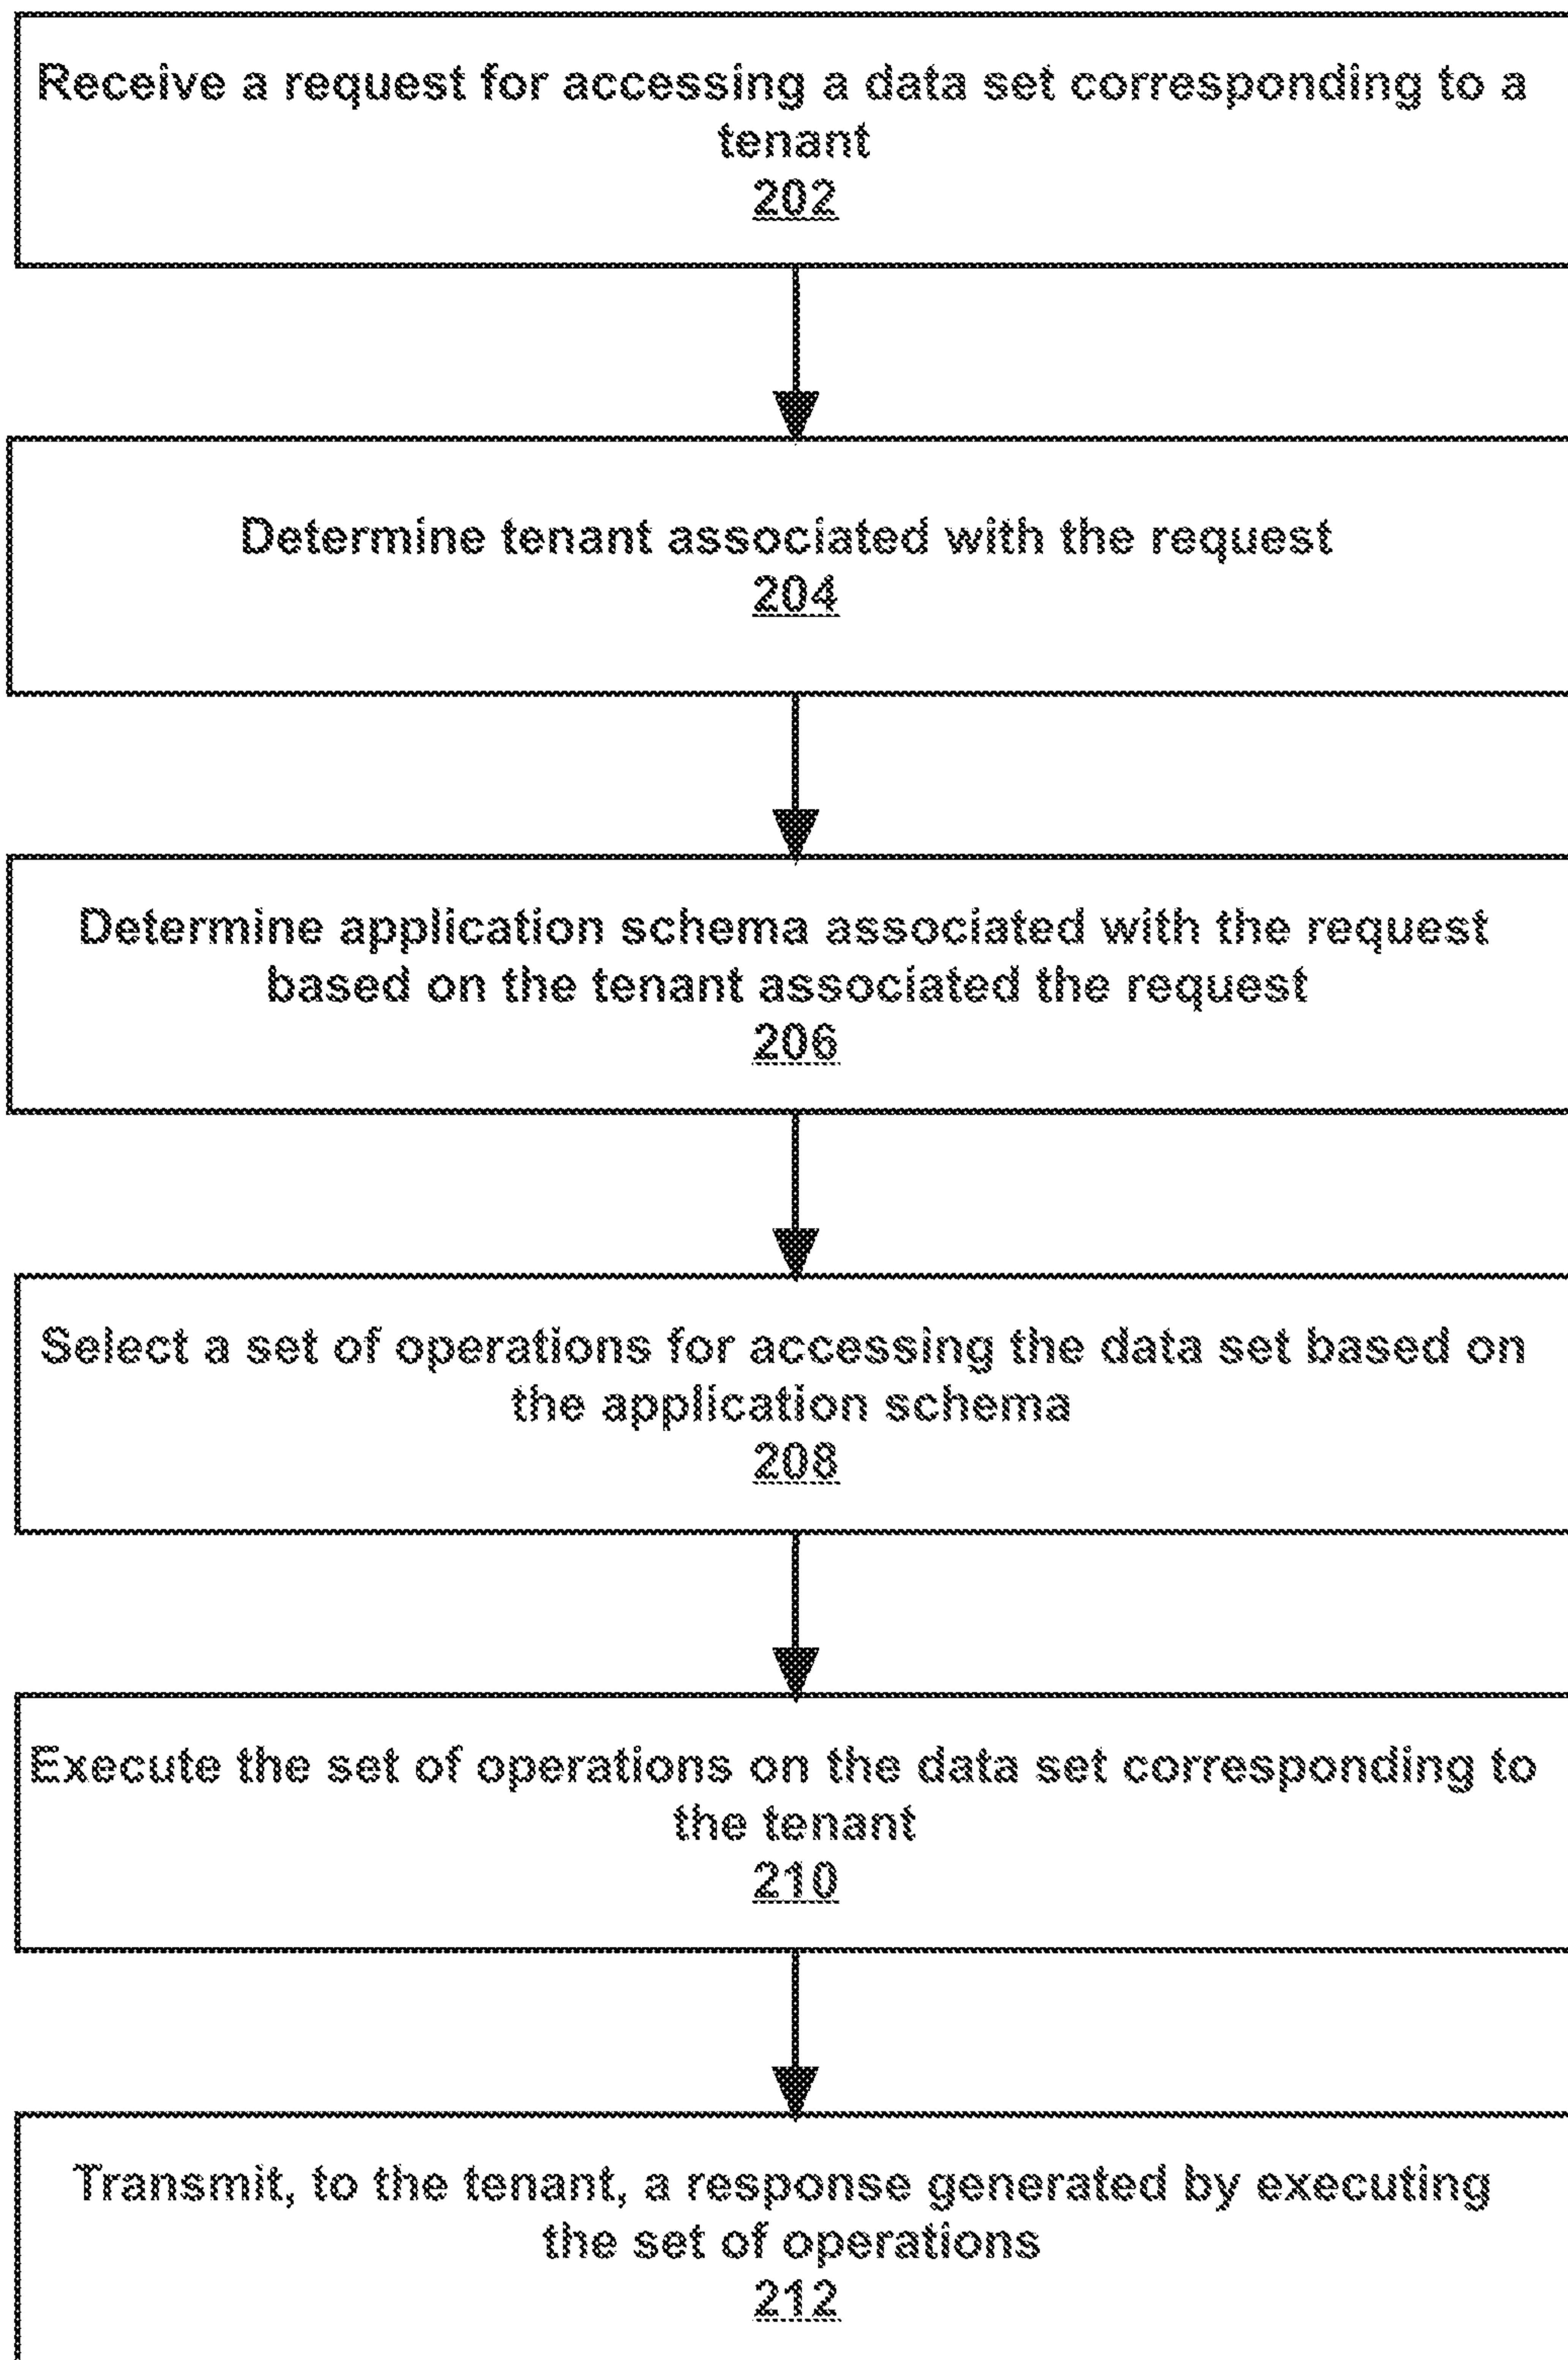 Receive a request for accessing a data set corresponding to a
tenant
202
Determine tenant associated with the request
204
Determine application schema associated with the request
based on the tenant associated the request
206
Select a set of operations for accessing the data set based on
the application schema
208
Execute the set of operations on the data set corresponding to
the tenant
210
Transmit, to the tenant, a response generated by executing
the set of operations
212